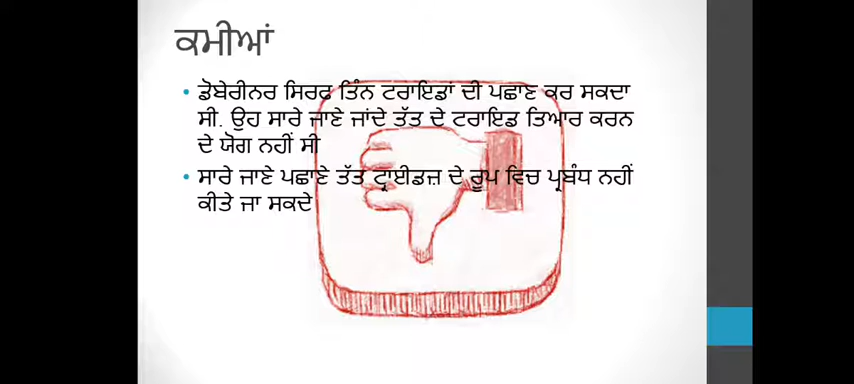 ਕਮੀਆਂ
• ਡੋਬੇਰੀਨਰ ਸਿਰਫ ਤਿੰਨ ਟਰਾਇਡਾਂ ਦੀ ਪਛਾਣ ਕਰ ਸਕਦਾ
ਸੀ. ਉਹ ਸਾਰੇ ਜਾਣੇ ਜਾਂਦੇ ਤੱਤ ਦੇ ਟਰਾਇਡ ਤਿਆਰ ਕਰਨ
ਦੇ ਯੋਗ ਨਹੀਂ ਸੀ
• ਸਾਰੇ ਜਾਣੇ ਪਛਾਣੇ ਤੱਤ ਟ੍ਰਾਈਡਜ਼ ਦੇ ਰੂਪ ਵਿਚ ਪ੍ਰਬੰਧ ਨਹੀਂ
ਕੀਤੇ ਜਾ ਸਕਦੇ